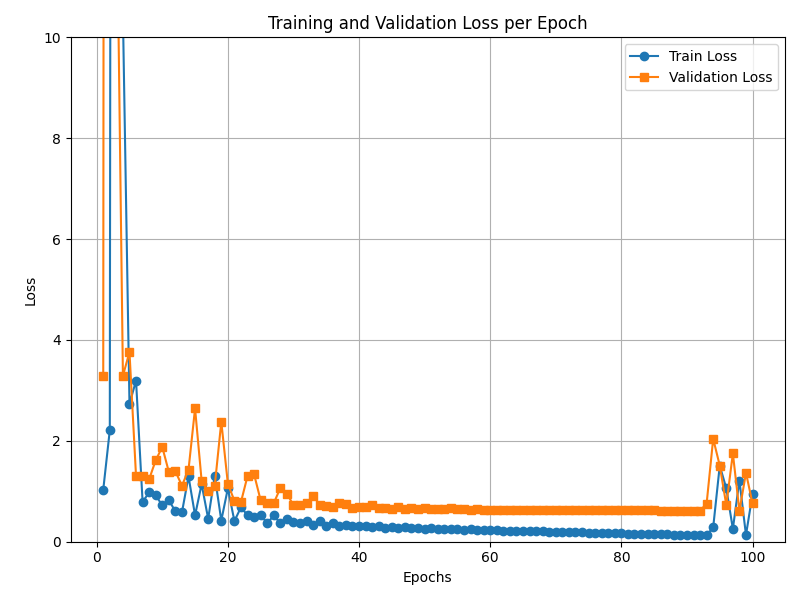 Training and Validation Loss per Epoch
Train Loss
Validation Loss
10
8
6
4
2
0
Loss
0 20 40 60 80 100
Epochs